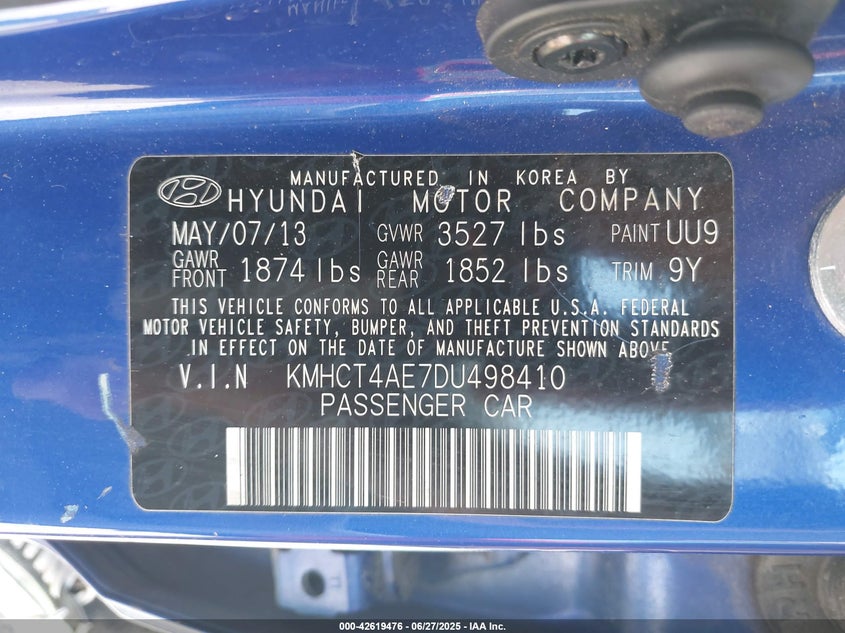 MANUFACTURED IN KOREA BY
HYUNDAI MOTOR COMPANY
MAY/07/13 GVWR 3527 lbs PAINT UU9
GAWR FRONT 1874 lbs GAWR REAR 1852 lbs TRIM 9Y
THIS VEHICLE CONFORMS TO ALL APPLICABLE U.S.A. FEDERAL
MOTOR VEHICLE SAFETY, BUMPER, AND THEFT PREVENTION STANDARDS
IN EFFECT ON THE DATE OF MANUFACTURE SHOWN ABOVE
V.I.N KMHCT4AE7DU498410
PASSENGER CAR
000-42619476 - 06/27/2025 - IAA Inc.